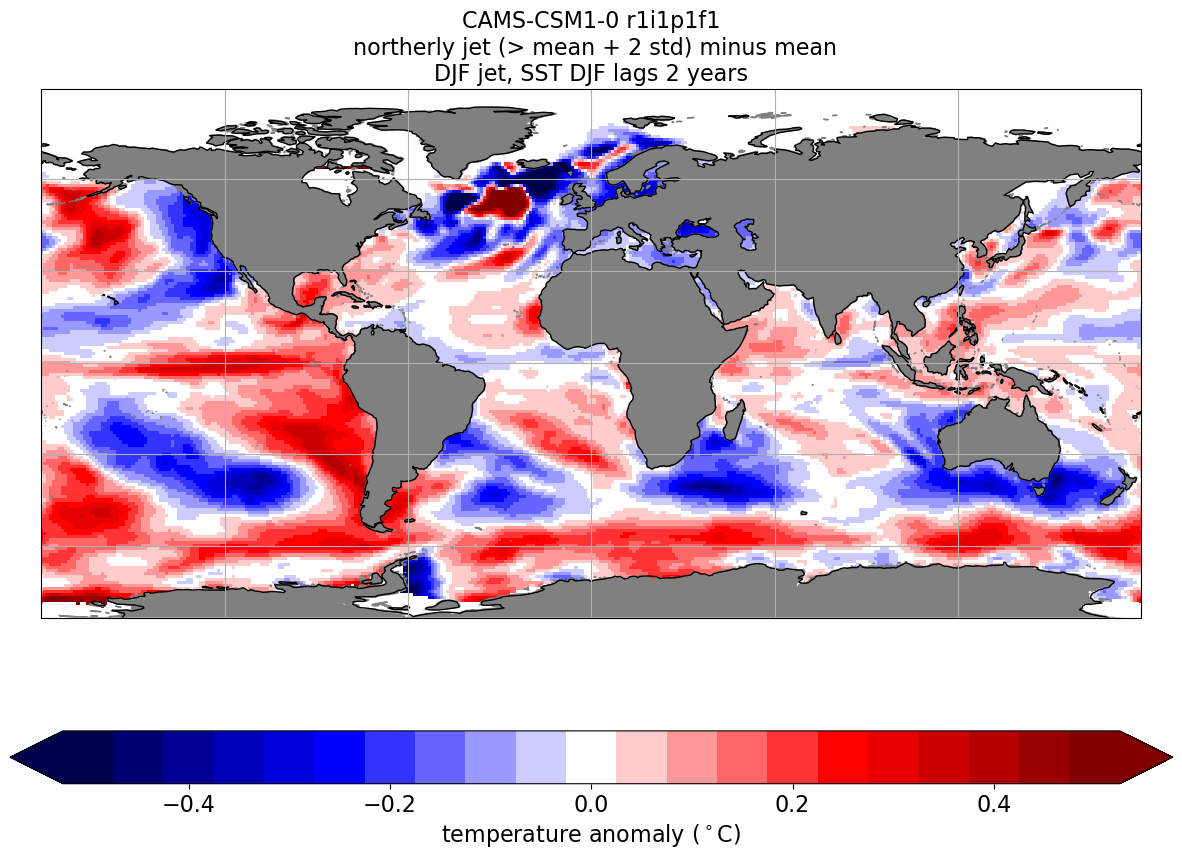 CAMS-CSM1-0 r1i1p1f1
northerly jet (> mean + 2 std) minus mean
DJF jet, SST DJF lags 2 years
−0.4 −0.2 0.0 0.2 0.4
temperature anomaly (°C)